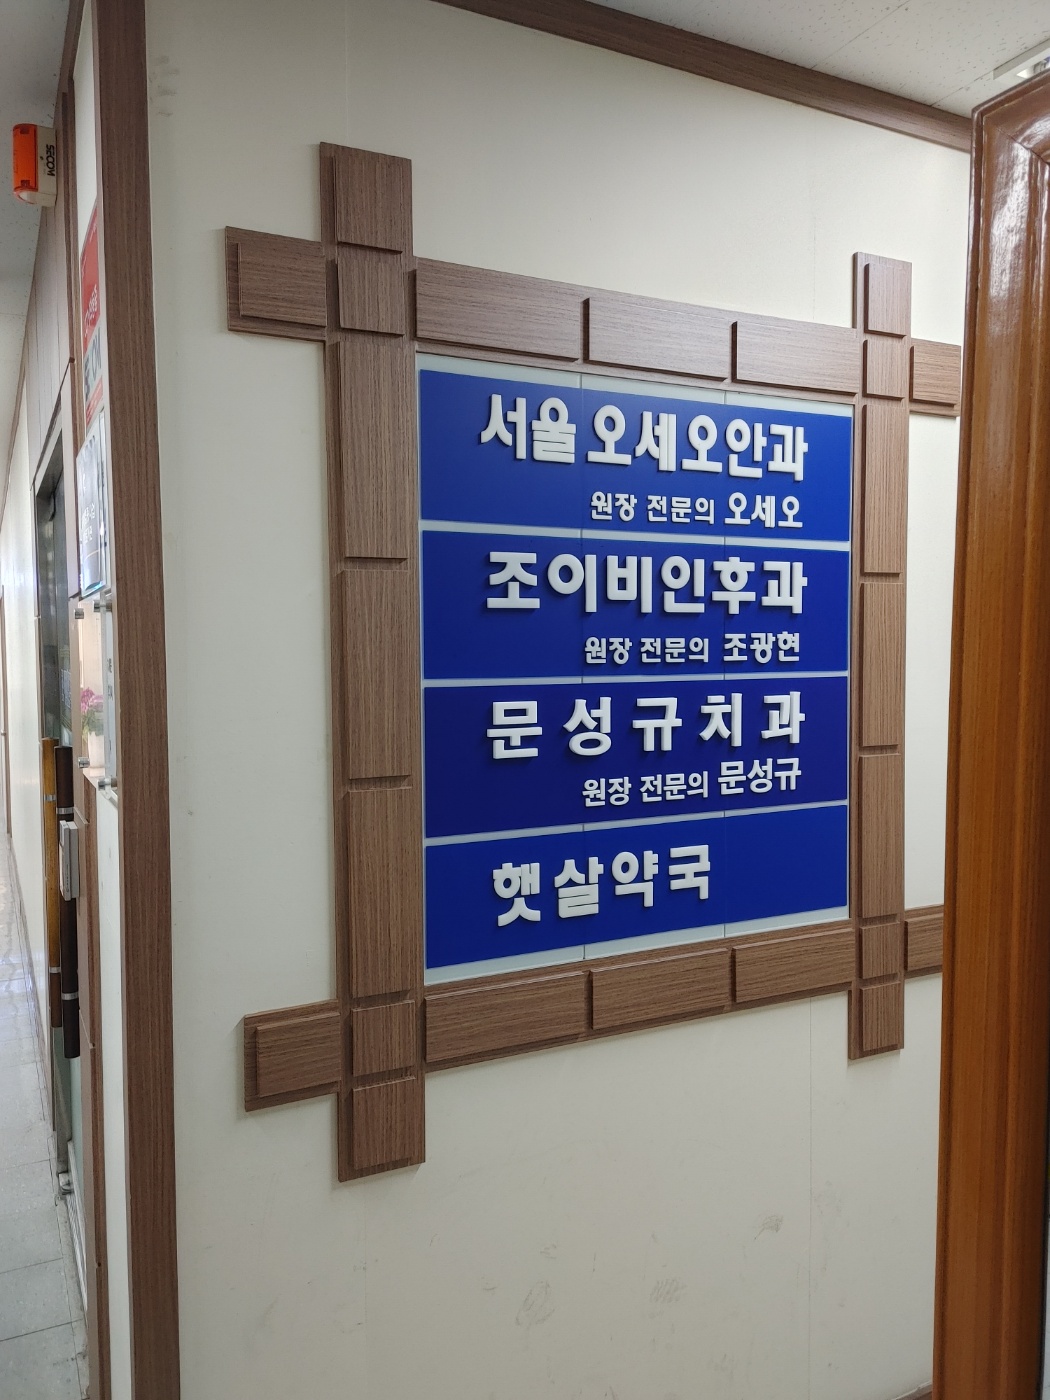 SECOM
서울오세오안과
원장 전문의 오세오
조이비인후과
원장 전문의 조광현
문성규치과
원장 전문의 문성규
햇살약국